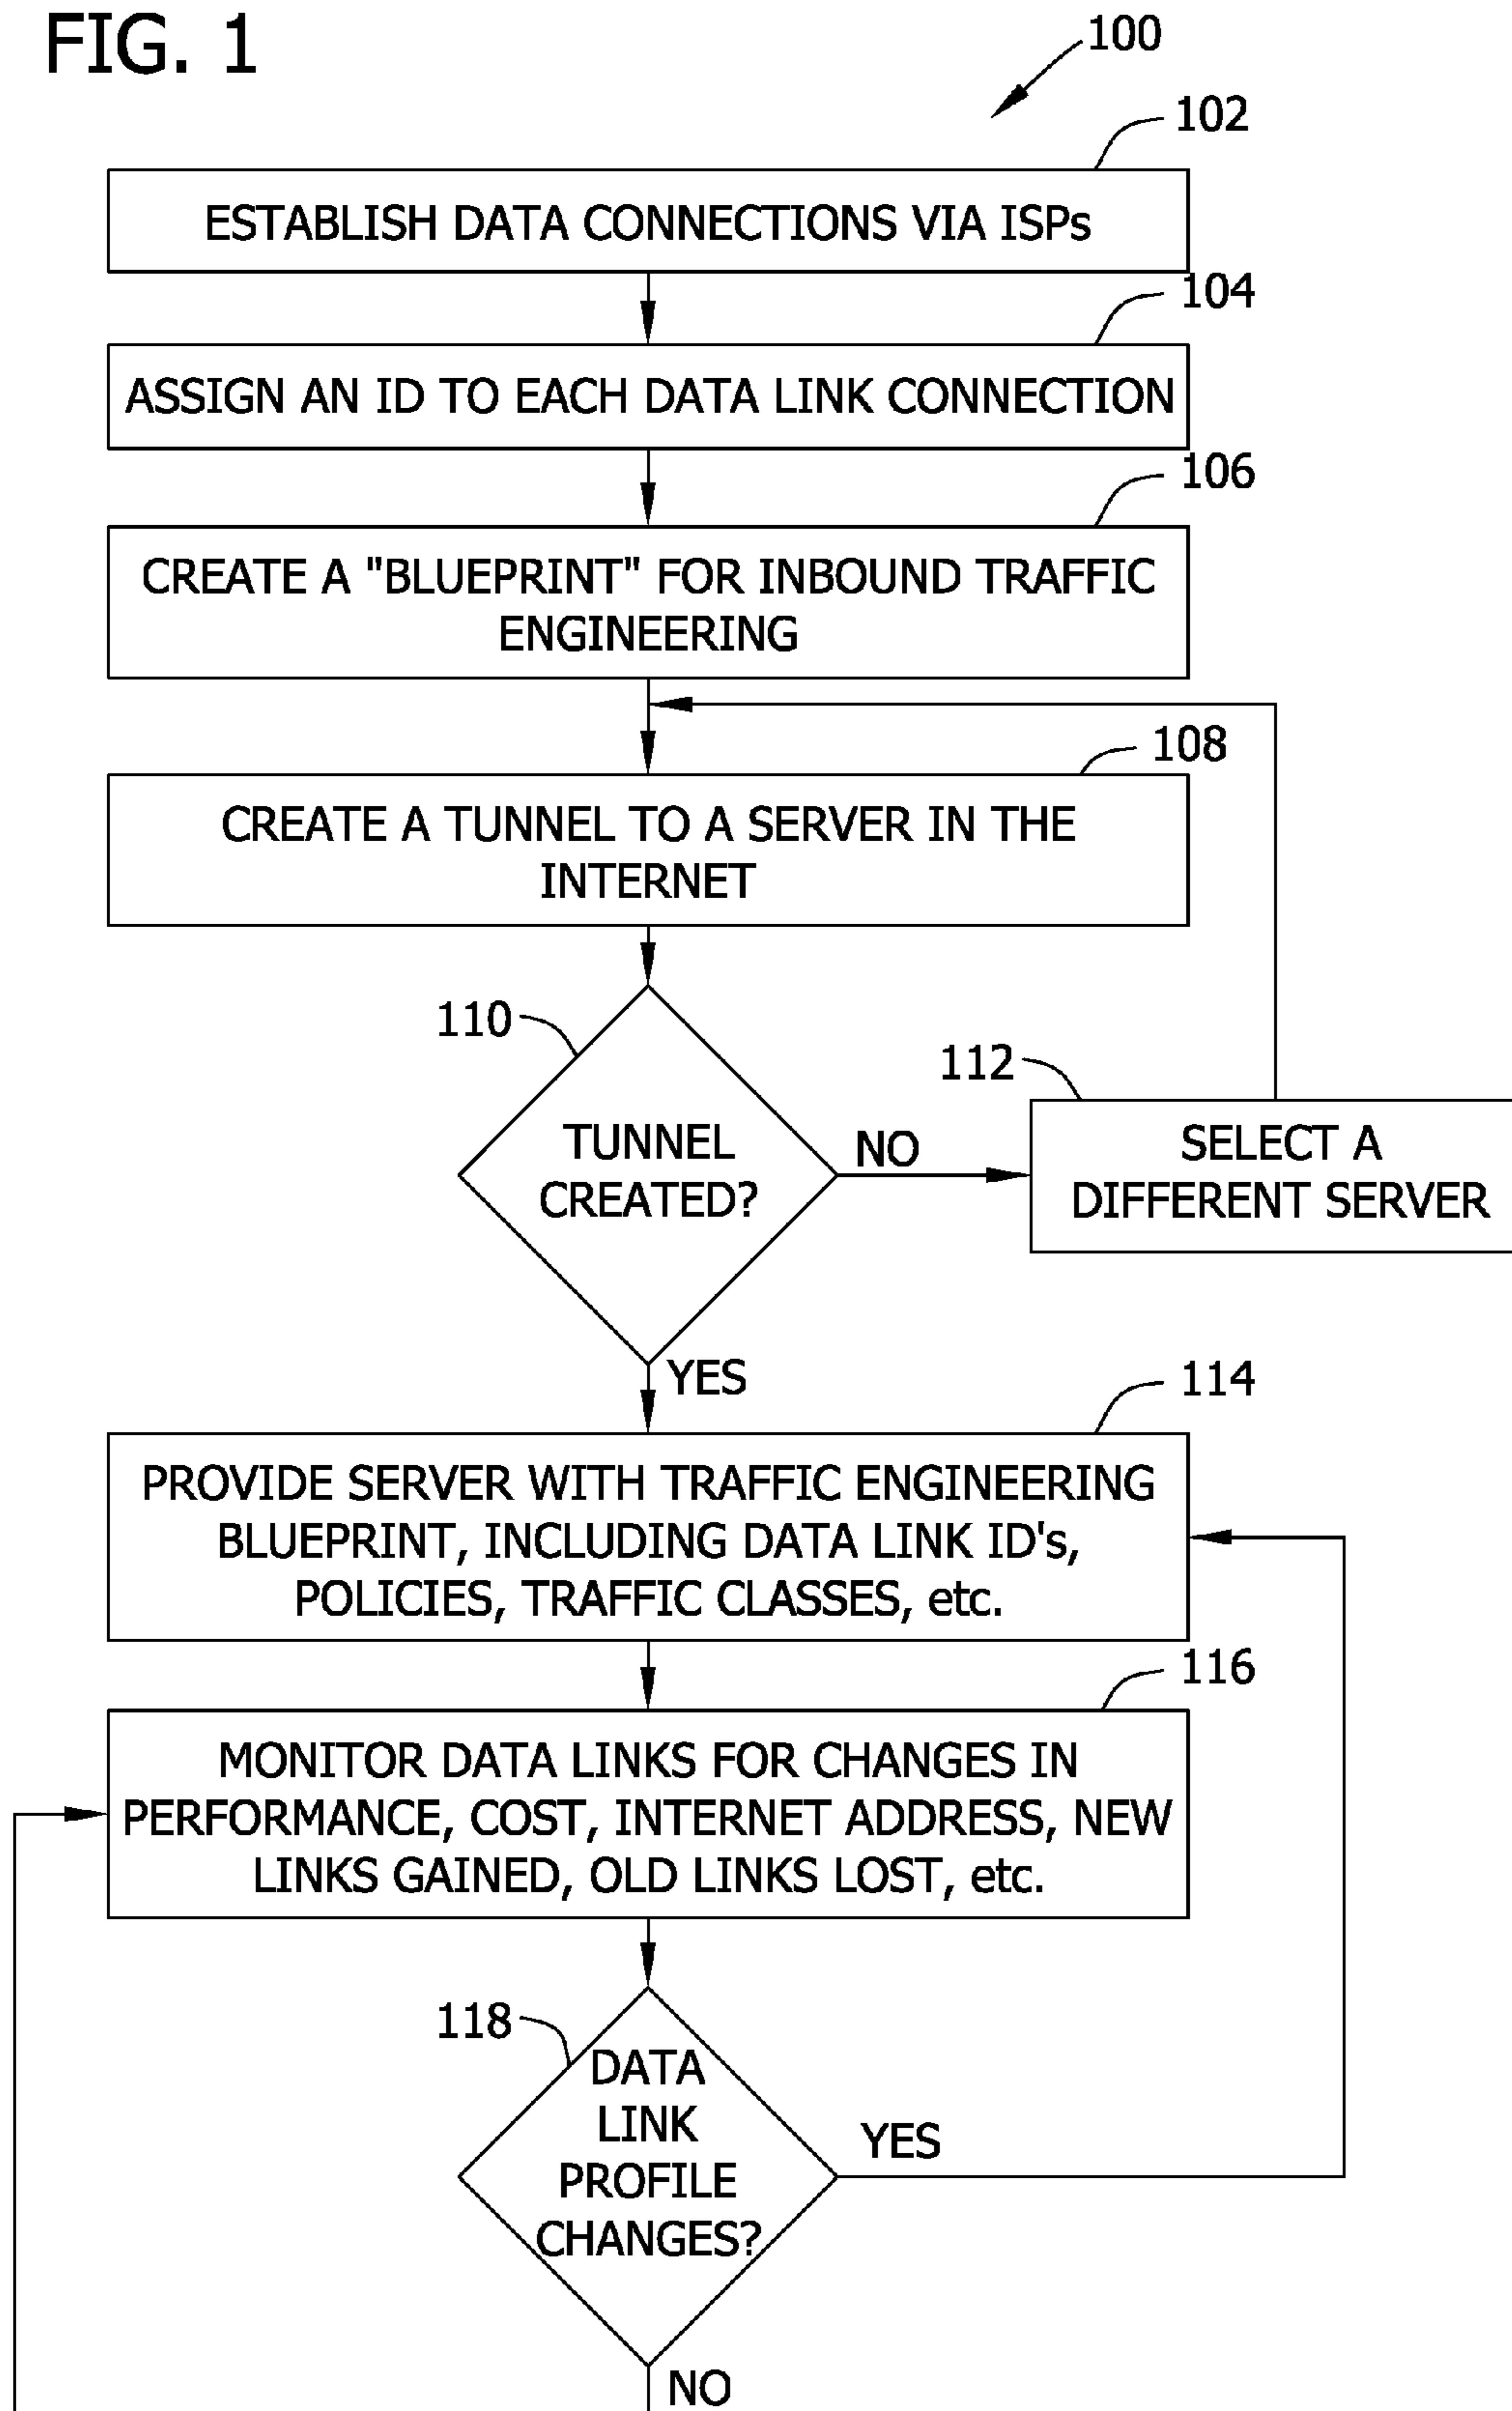 FIG. 1
100
102
ESTABLISH DATA CONNECTIONS VIA ISPs
104
ASSIGN AN ID TO EACH DATA LINK CONNECTION
106
CREATE A "BLUEPRINT" FOR INBOUND TRAFFIC
ENGINEERING
108
CREATE A TUNNEL TO A SERVER IN THE
INTERNET
110
TUNNEL
CREATED?
NO
112
SELECT A
DIFFERENT SERVER
YES
114
PROVIDE SERVER WITH TRAFFIC ENGINEERING
BLUEPRINT, INCLUDING DATA LINK ID's,
POLICIES, TRAFFIC CLASSES, etc.
116
MONITOR DATA LINKS FOR CHANGES IN
PERFORMANCE, COST, INTERNET ADDRESS, NEW
LINKS GAINED, OLD LINKS LOST, etc.
118
DATA
LINK
PROFILE
CHANGES?
YES
NO